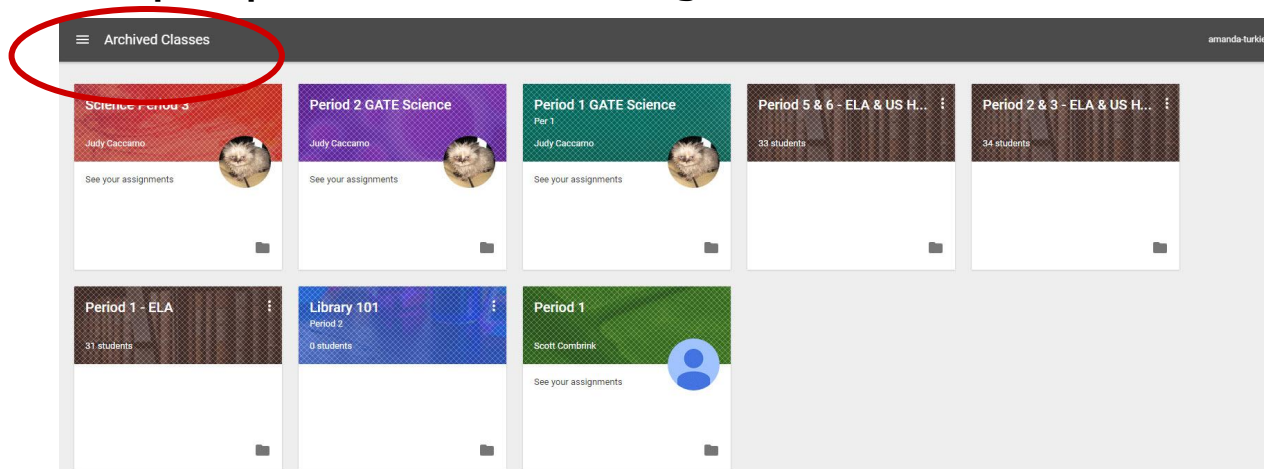 Archived Classes
Science Period 3
Judy Caccamo
See your assignments
Period 2 GATE Science
Judy Caccamo
See your assignments
Period 1 GATE Science
Per 1
Judy Caccamo
See your assignments
Period 5 & 6 - ELA & US H...
33 students
Period 2 & 3 - ELA & US H...
34 students
Period 1 - ELA
31 students
Library 101
Period 2
0 students
Period 1
Scott Combrink
See your assignments